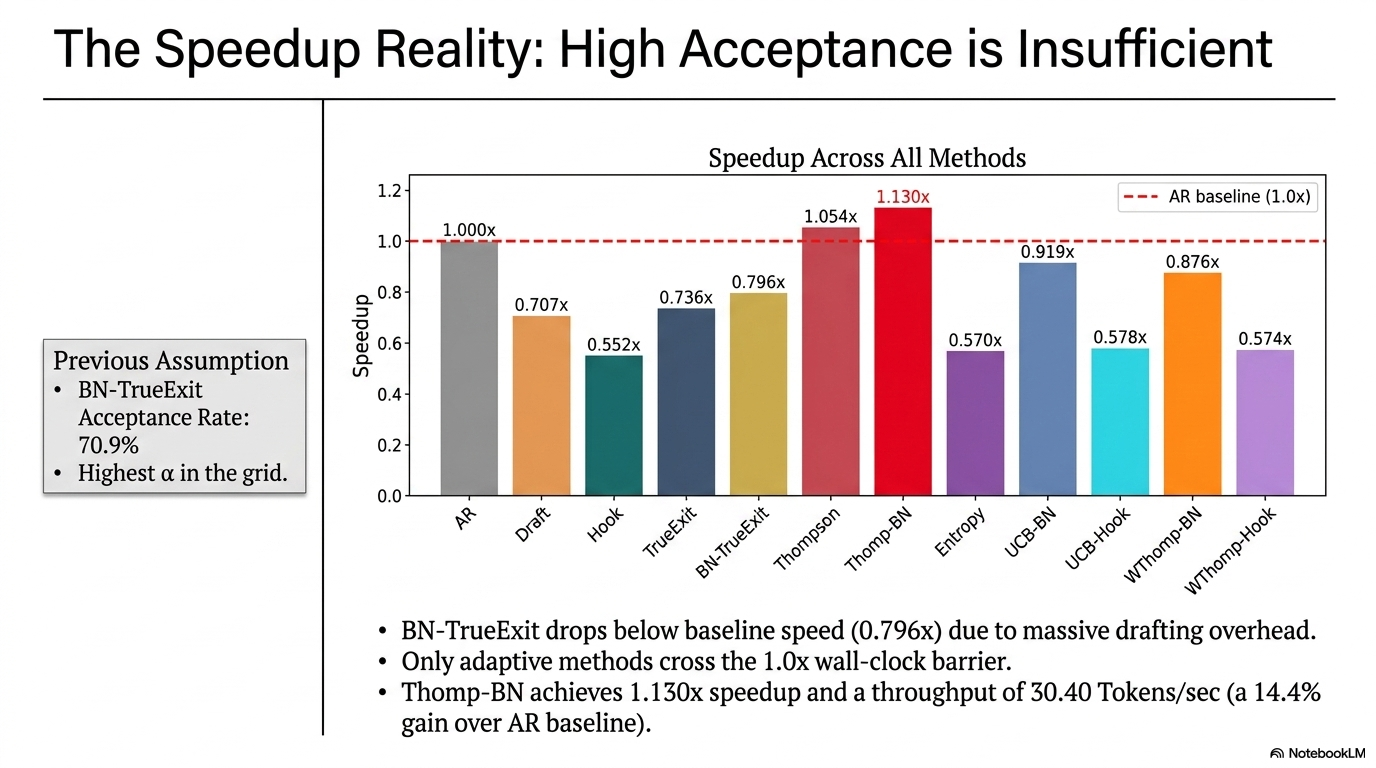 The Speedup Reality: High Acceptance is Insufficient
Previous Assumption
• BN-TrueExit
Acceptance Rate:
70.9%
• Highest α in the grid.
Speedup Across All Methods
AR baseline (1.0x)
Speedup
1.2
1.0
0.8
0.6
0.4
0.2
0.0
1.000x
0.707x
0.552x
0.736x
0.796x
1.054x
1.130x
0.570x
0.919x
0.578x
0.876x
0.574x
AR
Draft
Hook
TrueExit
BN-TrueExit
Thompson
Thomp-BN
Entropy
UCB-BN
UCB-Hook
WThomp-BN
WThomp-Hook
• BN-TrueExit drops below baseline speed (0.796x) due to massive drafting overhead.
• Only adaptive methods cross the 1.0x wall-clock barrier.
• Thomp-BN achieves 1.130x speedup and a throughput of 30.40 Tokens/sec (a 14.4%
gain over AR baseline).
NotebookLM